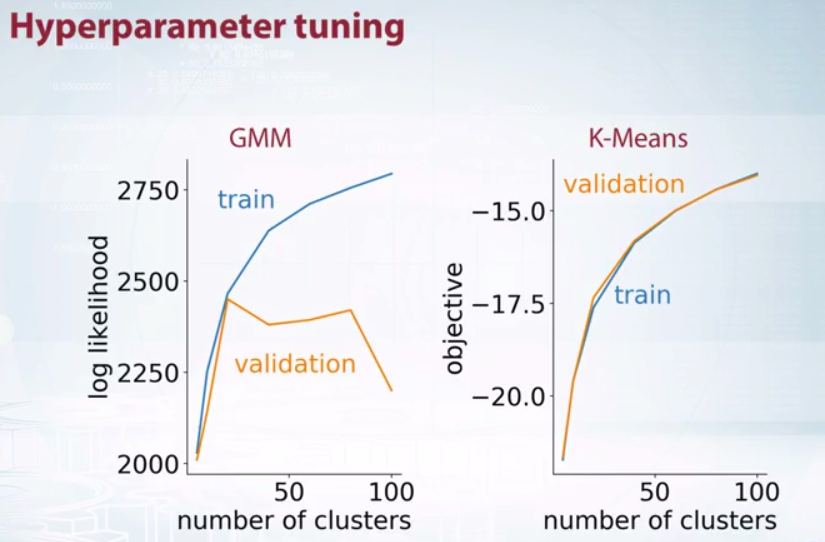 Hyperparameter tuning
GMM
2750
2500
2250
2000
log likelihood
train
validation
50 100
number of clusters
K-Means
−15.0
−17.5
−20.0
objective
validation
train
50 100
number of clusters